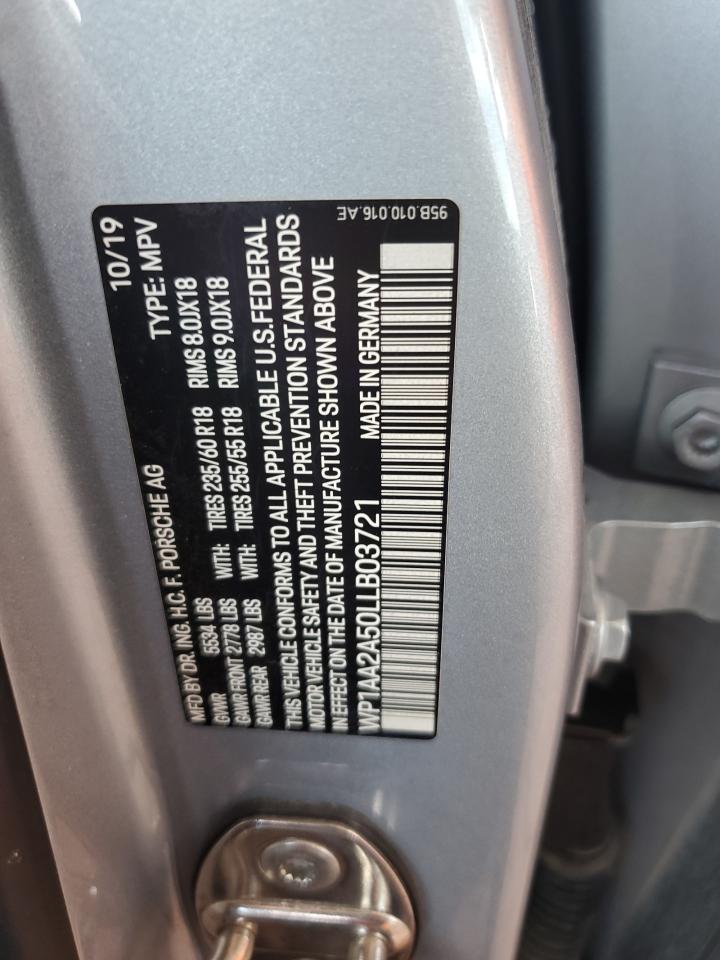 MFD BY DR. ING. H.C. F. PORSCHE AG 10/19
TYPE: MPV
GVWR 5534 LBS WITH: TIRES 235/60 R18 RIMS 8.0JX18
GAWR FRONT 2778 LBS
GAWR REAR 2987 LBS WITH: TIRES 255/55 R18 RIMS 9.0JX18
THIS VEHICLE CONFORMS TO ALL APPLICABLE U.S. FEDERAL
MOTOR VEHICLE SAFETY AND THEFT PREVENTION STANDARDS
IN EFFECT ON THE DATE OF MANUFACTURE SHOWN ABOVE
WP1AA2A50LLB03721 MADE IN GERMANY
95B.010.016.AE